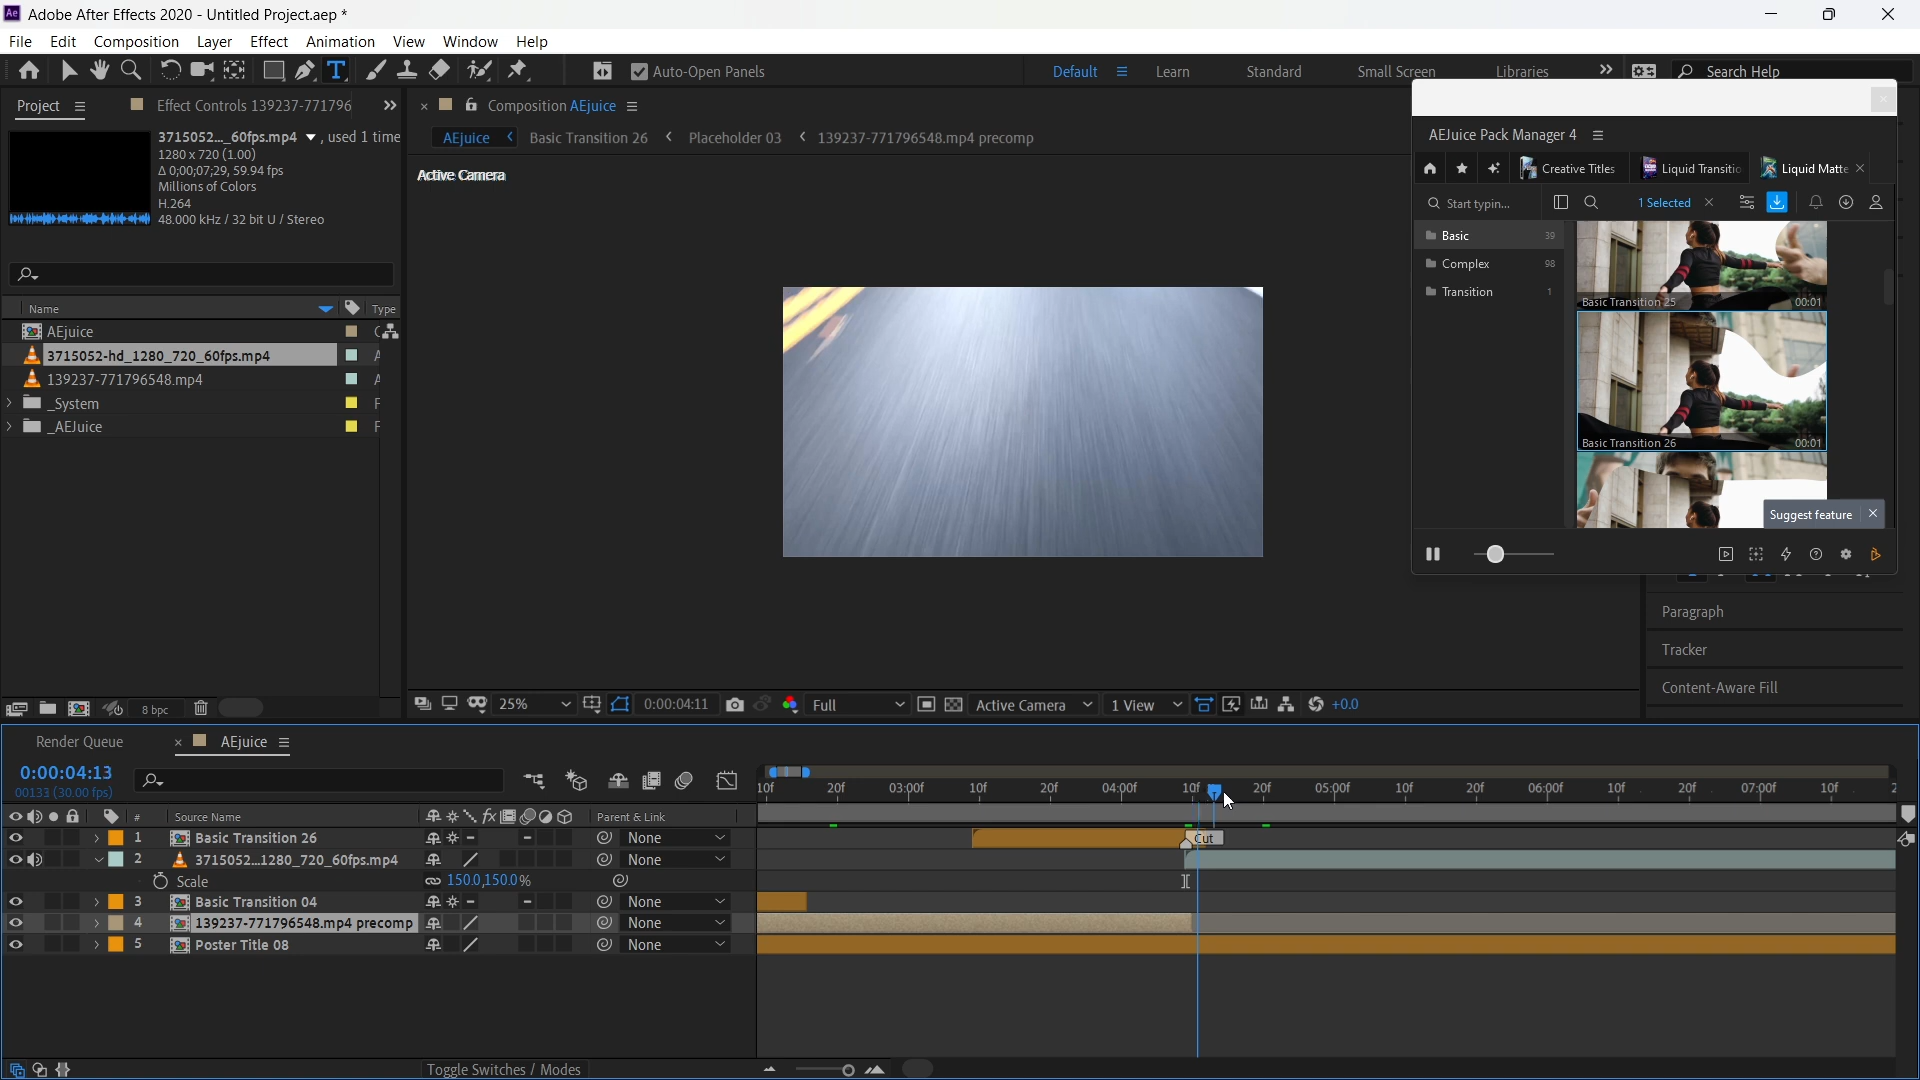 Ae Adobe After Effects 2020 - Untitled Project.aep *
File Edit Composition Layer Effect Animation View Window Help
Auto-Open Panels Default Learn Standard Small Screen Libraries Search Help
Project Effect Controls 139237-771796
3715052..._60fps.mp4 , used 1 time
1280 x 720 (1.00)
Δ 0;00;07;29, 59.94 fps
Millions of Colors
H.264
48.000 kHz / 32 bit U / Stereo
Name Type
AEjuice
3715052-hd_1280_720_60fps.mp4
139237-771796548.mp4
_System F
_AEJuice F
8 bpc
Composition AEjuice
AEjuice Basic Transition 26 Placeholder 03 139237-771796548.mp4 precomp
Active Camera
25% 0:00:04:11 Full Active Camera 1 View +0.0
AEJuice Pack Manager 4
Creative Titles Liquid Transitio Liquid Matte
Start typin... 1 Selected
Basic 39
Complex 98
Transition 1
Basic Transition 25 00:01
Basic Transition 26 00:01
Suggest feature
Paragraph
Tracker
Content-Aware Fill
Render Queue AEjuice
0:00:04:13
00133 (30.00 fps)
10f 20f 03:00f 10f 20f 04:00f 10f 20f 05:00f 10f 20f 06:00f 10f 20f 07:00f 10f 2
# Source Name Parent & Link
1 Basic Transition 26 None Cut
2 3715052...1280_720_60fps.mp4 None
Scale 150.0,150.0%
3 Basic Transition 04 None
4 139237-771796548.mp4 precomp None
5 Poster Title 08 None
Toggle Switches / Modes